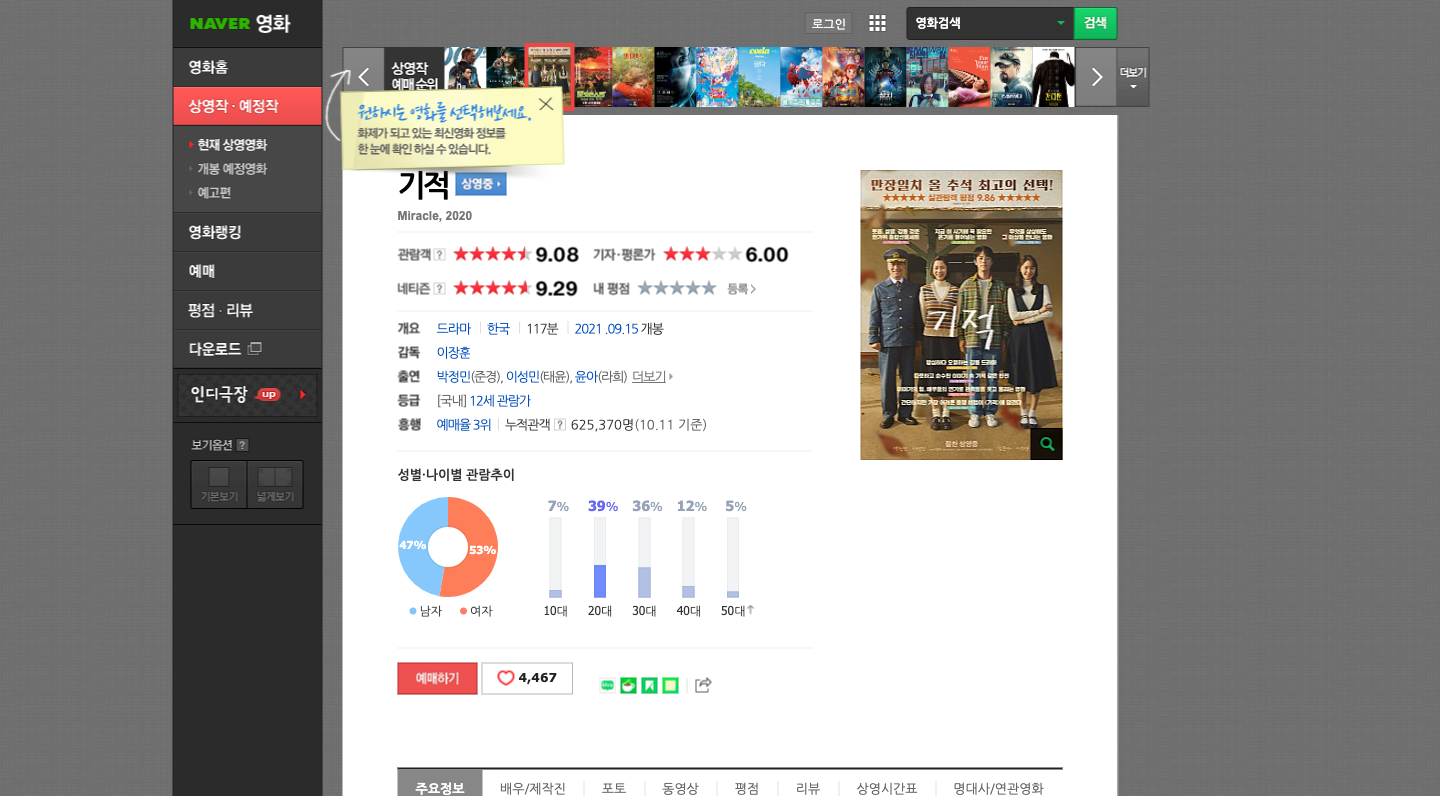 NAVER 영화
로그인
영화검색
검색
영화홈
상영작 · 예정작
현재 상영영화
개봉 예정영화
예고편
영화랭킹
예매
평점 · 리뷰
다운로드
인디극장 up
보기옵션 ?
기본보기
넓게보기
상영작
예매순위
더보기
원하시는 영화를 선택해보세요.
화제가 되고 있는 최신영화 정보를
한 눈에 확인 하실 수 있습니다.
기적 상영중
Miracle, 2020
관람객 ? 9.08 기자·평론가 6.00
네티즌 ? 9.29 내 평점 등록
개요 드라마 한국 117분 2021 .09.15 개봉
감독 이장훈
출연 박정민(준경), 이성민(태윤), 윤아(라희) 더보기
등급 [국내] 12세 관람가
흥행 예매율 3위 누적관객 ? 625,370명(10.11 기준)
성별·나이별 관람추이
47%
53%
남자 여자
7% 39% 36% 12% 5%
10대 20대 30대 40대 50대↑
예매하기
4,467
만장일치 올 추석 최고의 선택!
★★★★★ 실관람객 평점 9.86 ★★★★★
기적
절찬 상영중
주요정보 배우/제작진 포토 동영상 평점 리뷰 상영시간표 명대사/연관영화